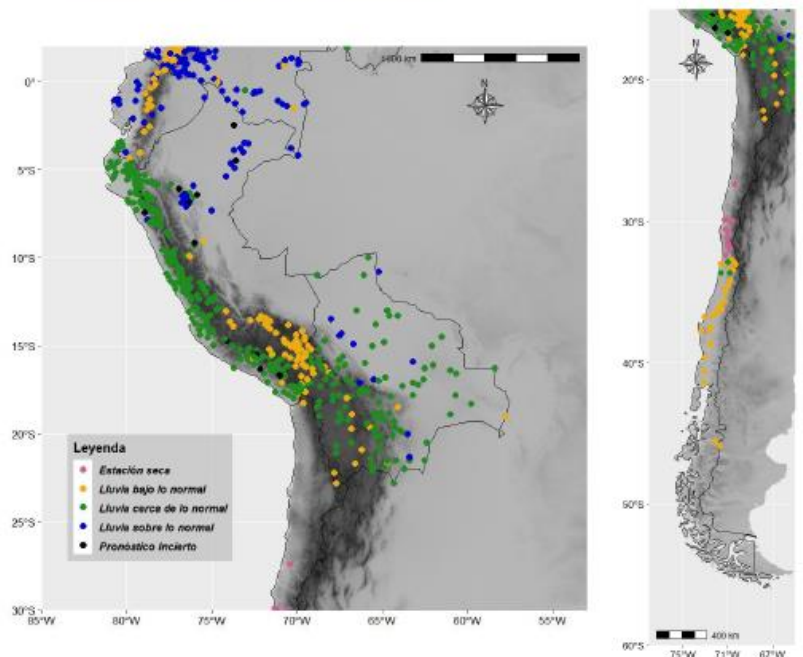 1000 km
N
0°
5°S
10°S
15°S
20°S
25°S
30°S
Leyenda
Estación seca
Lluvia bajo lo normal
Lluvia cerca de lo normal
Lluvia sobre lo normal
Pronóstico Incierto
85°W 80°W 75°W 70°W 65°W 60°W 55°W
N
20°S
30°S
40°S
50°S
60°S
400 km
75°W 71°W 67°W